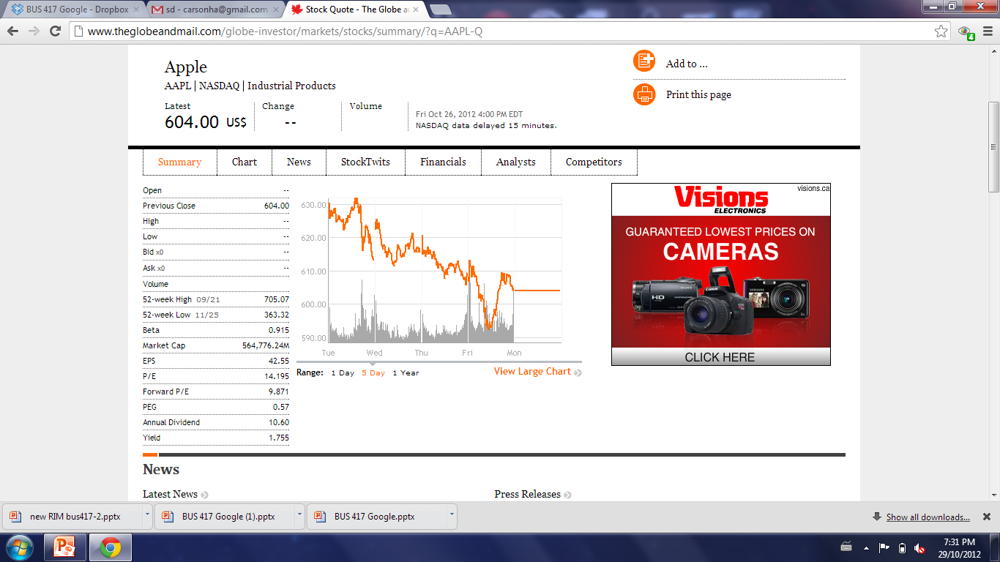 BUS 417 Google - Dropbox
sd - carsonha@gmail.com
Stock Quote - The Globe a
www.theglobeandmail.com/globe-investor/markets/stocks/summary/?q=AAPL-Q
4
Apple
AAPL | NASDAQ | Industrial Products
Latest Change Volume
604.00 US$ --
Fri Oct 26, 2012 4:00 PM EDT
NASDAQ data delayed 15 minutes.
Add to ...
Print this page
Summary Chart News StockTwits Financials Analysts Competitors
Open --
Previous Close 604.00
High --
Low --
Bid x0 --
Ask x0 --
Volume
52-week High 09/21 705.07
52-week Low 11/25 363.32
Beta 0.915
Market Cap 564,776.24M
EPS 42.55
P/E 14.195
Forward P/E 9.871
PEG 0.57
Annual Dividend 10.60
Yield 1.755
630.00
620.00
610.00
600.00
590.00
Tue Wed Thu Fri Mon
Range: 1 Day 5 Day 1 Year
View Large Chart
visions.ca
Visions
ELECTRONICS
GUARANTEED LOWEST PRICES ON
CAMERAS
HD
SONY
SAMSUNG
CLICK HERE
News
Latest News
Press Releases
new RIM bus417-2.pptx
BUS 417 Google (1).pptx
BUS 417 Google.pptx
Show all downloads...
7:31 PM
29/10/2012